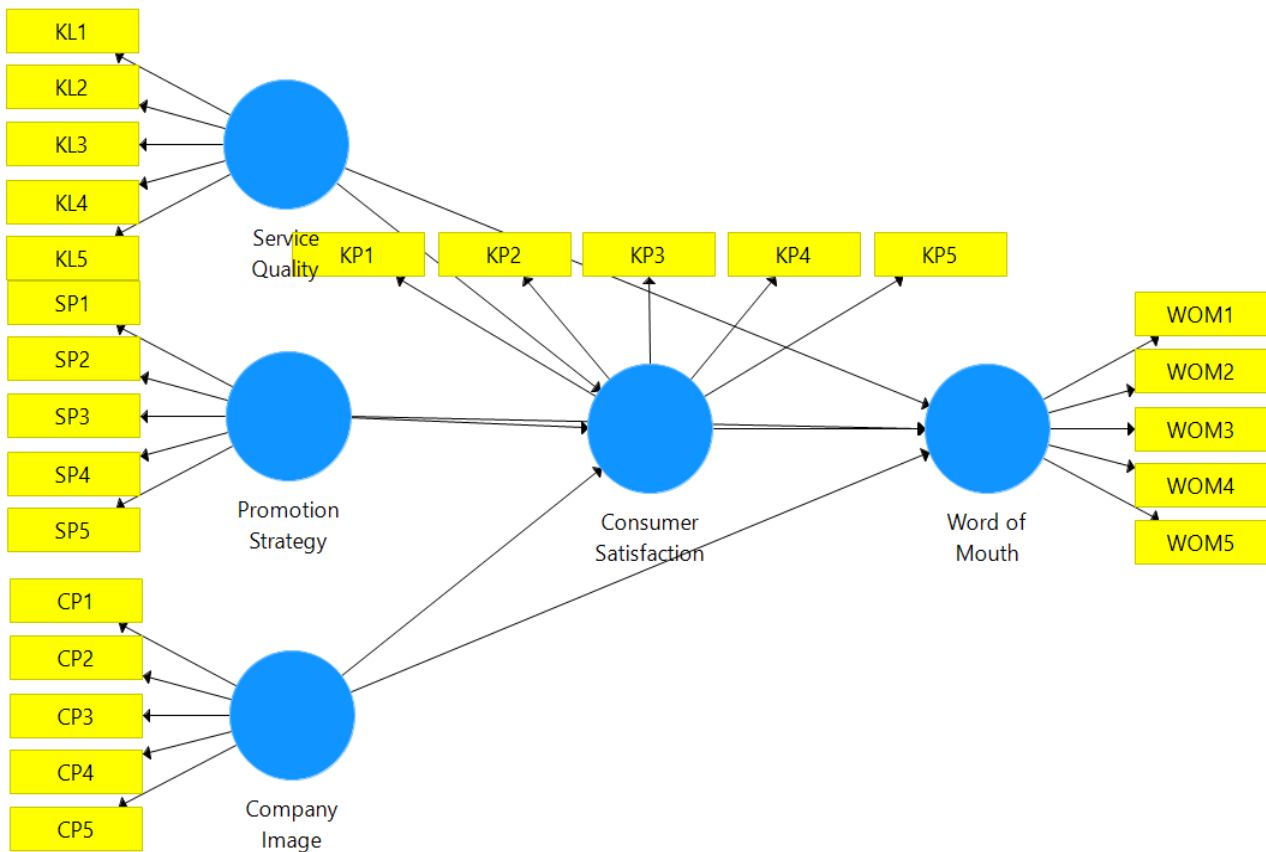 KL1
KL2
KL3
KL4
KL5
Service
Quality
KP1
KP2
KP3
KP4
KP5
SP1
SP2
SP3
SP4
SP5
Promotion
Strategy
Consumer
Satisfaction
Word of
Mouth
WOM1
WOM2
WOM3
WOM4
WOM5
CP1
CP2
CP3
CP4
CP5
Company
Image